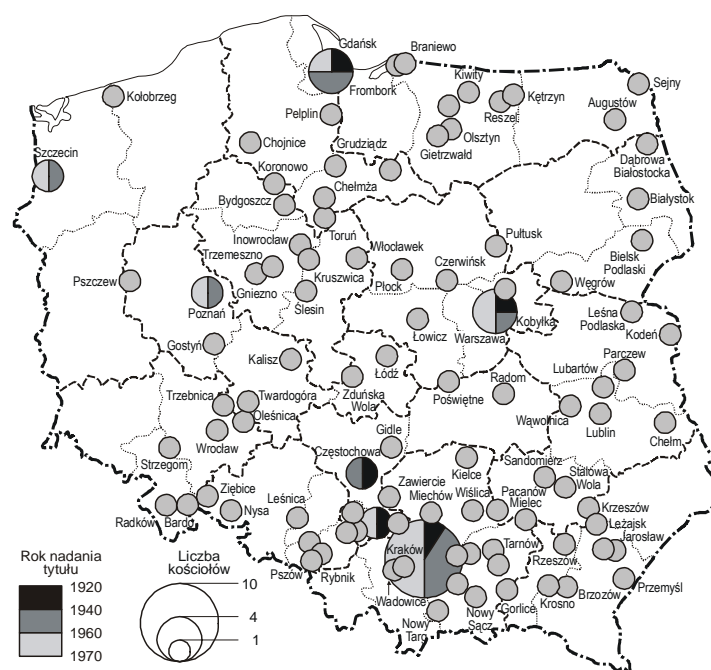 Gdańsk
Braniewo
Frombork
Kiwity
Kętrzyn
Reszel
Sejny
Augustów
Kołobrzeg
Pelplin
Olsztyn
Gietrzwałd
Chojnice
Grudziądz
Dąbrowa
Białostocka
Szczecin
Koronowo
Chełmża
Białystok
Bydgoszcz
Toruń
Pułtusk
Bielsk
Podlaski
Inowrocław
Włocławek
Trzemeszno
Czerwińsk
Węgrów
Pszczew
Gniezno
Kruszwica
Płock
Poznań
Ślesin
Kobyłka
Leśna
Podlaska
Kodeń
Warszawa
Łowicz
Gostyń
Kalisz
Łódź
Parczew
Lubartów
Zduńska
Wola
Radom
Poświętne
Trzebnica
Twardogóra
Oleśnica
Wąwolnica
Lublin
Chełm
Wrocław
Gidle
Strzegom
Częstochowa
Kielce
Sandomierz
Stalowa
Wola
Ziębice
Zawiercie
Miechów
Wiślica
Pacanów
Mielec
Leśnica
Krzeszów
Leżajsk
Radków
Bardo
Nysa
Jarosław
Kraków
Tarnów
Rzeszów
Pszów
Rybnik
Wadowice
Przemyśl
Nowy
Targ
Nowy
Sącz
Gorlice
Krosno
Brzozów
Rok nadania
tytułu
1920
1940
1960
1970
Liczba
kościołów
10
4
1